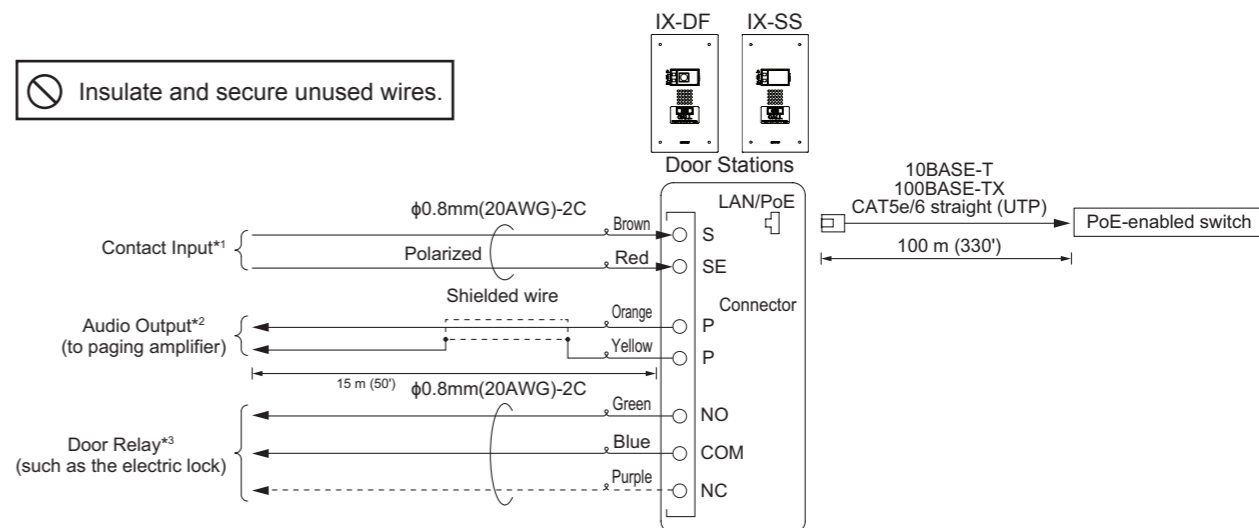 IX-DF IX-SS
Insulate and secure unused wires.
Door Stations
10BASE-T
100BASE-TX
CAT5e/6 straight (UTP)
LAN/PoE
PoE-enabled switch
100 m (330')
ϕ0.8mm(20AWG)-2C
Contact Input*1
Polarized
Brown
S
Red
SE
Connector
Shielded wire
Audio Output*2
(to paging amplifier)
Orange
P
Yellow
P
15 m (50')
ϕ0.8mm(20AWG)-2C
Door Relay*3
(such as the electric lock)
Green
NO
Blue
COM
Purple
NC